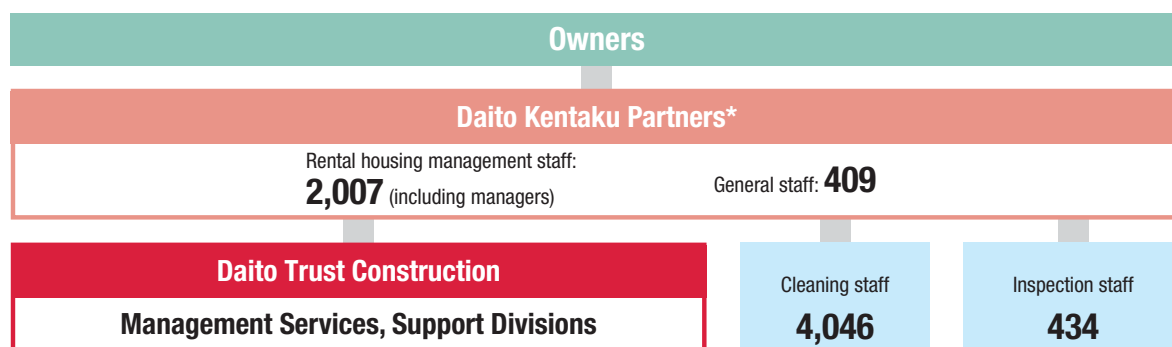 Owners
Daito Kentaku Partners*
Rental housing management staff:
2,007 (including managers)
General staff: 409
Daito Trust Construction
Management Services, Support Divisions
Cleaning staff
4,046
Inspection staff
434